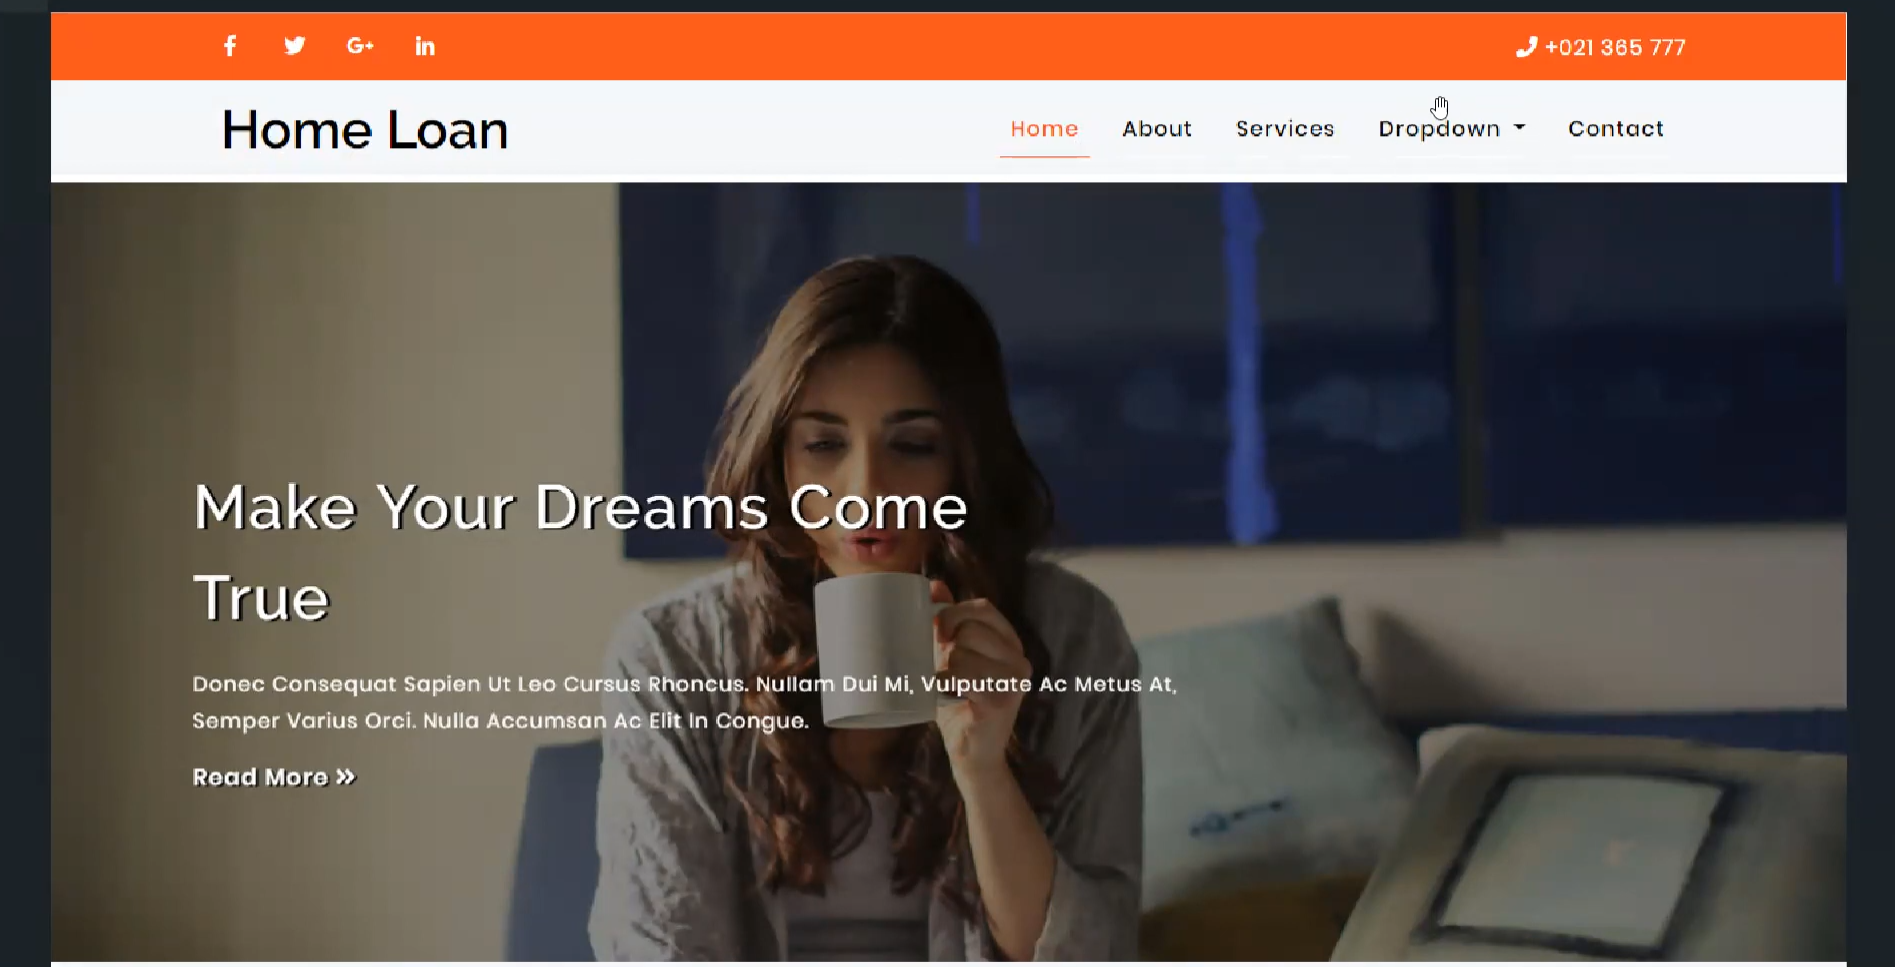 +021 365 777
Home Loan
Home
About
Services
Dropdown
Contact
Make Your Dreams Come
True
Donec Consequat Sapien Ut Leo Cursus Rhoncus. Nullam Dui Mi, Vulputate Ac Metus At,
Semper Varius Orci. Nulla Accumsan Ac Elit In Congue.
Read More »